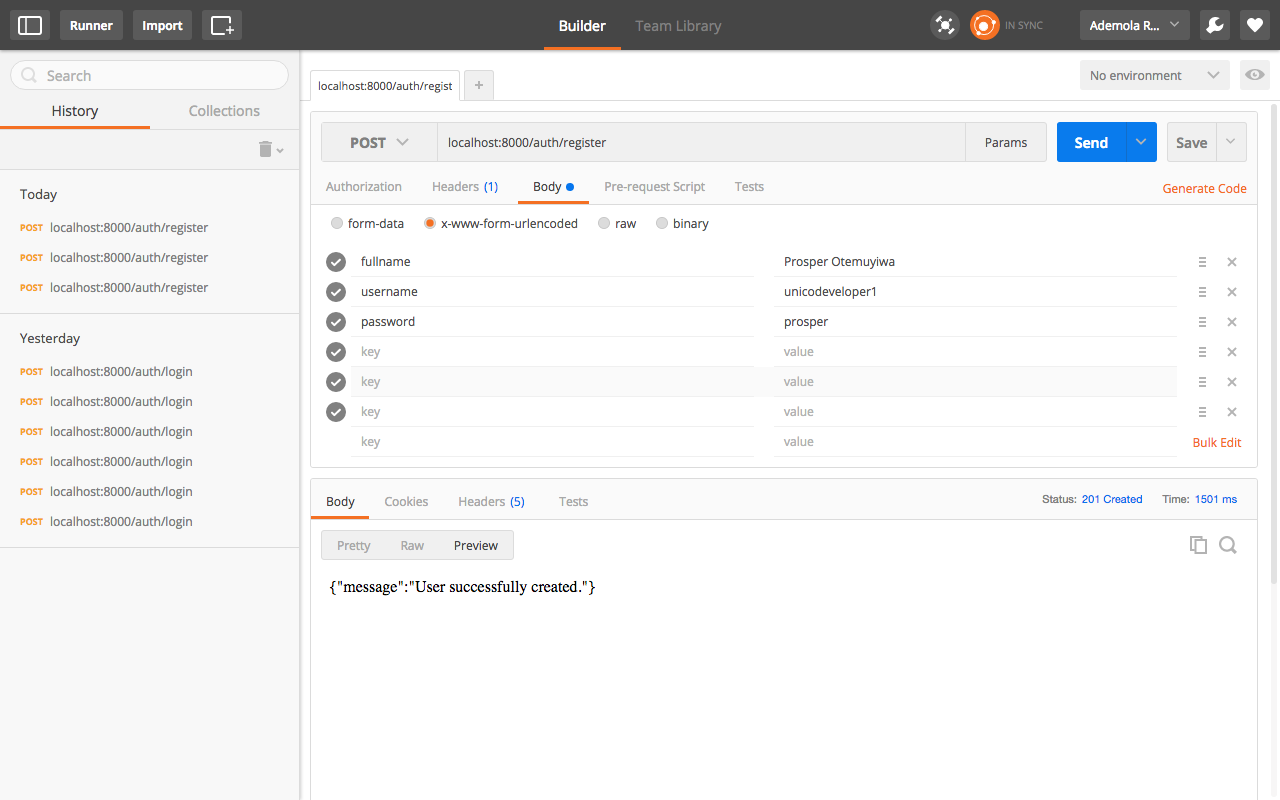 Runner Import Builder Team Library IN SYNC Ademola R...
Search
History Collections
Today
POST localhost:8000/auth/register
POST localhost:8000/auth/register
POST localhost:8000/auth/register
Yesterday
POST localhost:8000/auth/login
POST localhost:8000/auth/login
POST localhost:8000/auth/login
POST localhost:8000/auth/login
POST localhost:8000/auth/login
POST localhost:8000/auth/login
localhost:8000/auth/regist + No environment
POST localhost:8000/auth/register Params Send Save
Authorization Headers (1) Body Pre-request Script Tests Generate Code
form-data x-www-form-urlencoded raw binary
fullname Prosper Otemuyiwa
username unicodeveloper1
password prosper
key value
key value
key value
key value Bulk Edit
Body Cookies Headers (5) Tests Status: 201 Created Time: 1501 ms
Pretty Raw Preview
{"message":"User successfully created."}